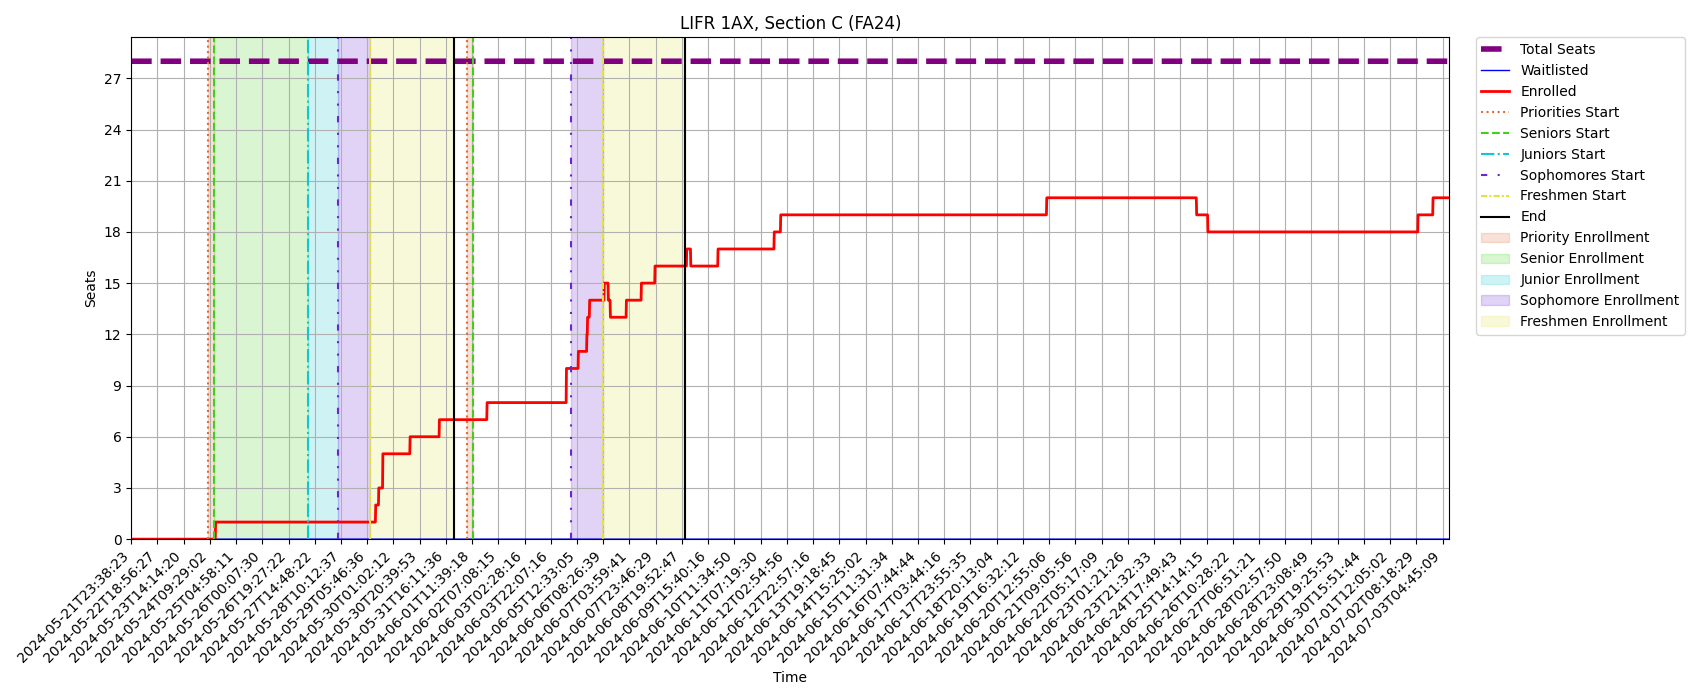 LIFR 1AX, Section C (FA24)
Total Seats
Waitlisted
Enrolled
Priorities Start
Seniors Start
Juniors Start
Sophomores Start
Freshmen Start
End
Priority Enrollment
Senior Enrollment
Junior Enrollment
Sophomore Enrollment
Freshmen Enrollment
Seats
27
24
21
18
15
12
9
6
3
0
2024-05-21T23:38:23
2024-05-22T18:56:27
2024-05-23T14:14:20
2024-05-24T09:29:02
2024-05-25T04:58:11
2024-05-26T00:07:30
2024-05-26T19:27:22
2024-05-27T14:48:22
2024-05-28T10:12:37
2024-05-29T05:46:36
2024-05-30T01:02:12
2024-05-30T20:39:53
2024-05-31T16:11:36
2024-06-01T11:39:18
2024-06-02T07:08:15
2024-06-03T02:28:16
2024-06-03T22:07:16
2024-06-05T12:33:05
2024-06-06T08:26:39
2024-06-07T03:59:41
2024-06-07T23:46:29
2024-06-08T19:52:47
2024-06-09T15:40:16
2024-06-10T11:34:50
2024-06-11T07:19:30
2024-06-12T02:54:56
2024-06-12T22:57:16
2024-06-13T19:18:45
2024-06-14T15:25:02
2024-06-15T11:31:34
2024-06-16T07:44:44
2024-06-17T03:44:16
2024-06-17T23:55:35
2024-06-18T20:13:04
2024-06-19T16:32:12
2024-06-20T12:55:06
2024-06-21T09:05:56
2024-06-22T05:17:09
2024-06-23T01:21:26
2024-06-23T21:32:33
2024-06-24T17:49:43
2024-06-25T14:14:15
2024-06-26T10:28:22
2024-06-27T06:51:21
2024-06-28T02:57:50
2024-06-28T23:08:49
2024-06-29T19:25:53
2024-06-30T15:51:44
2024-07-01T12:05:02
2024-07-02T08:18:29
2024-07-03T04:45:09
Time